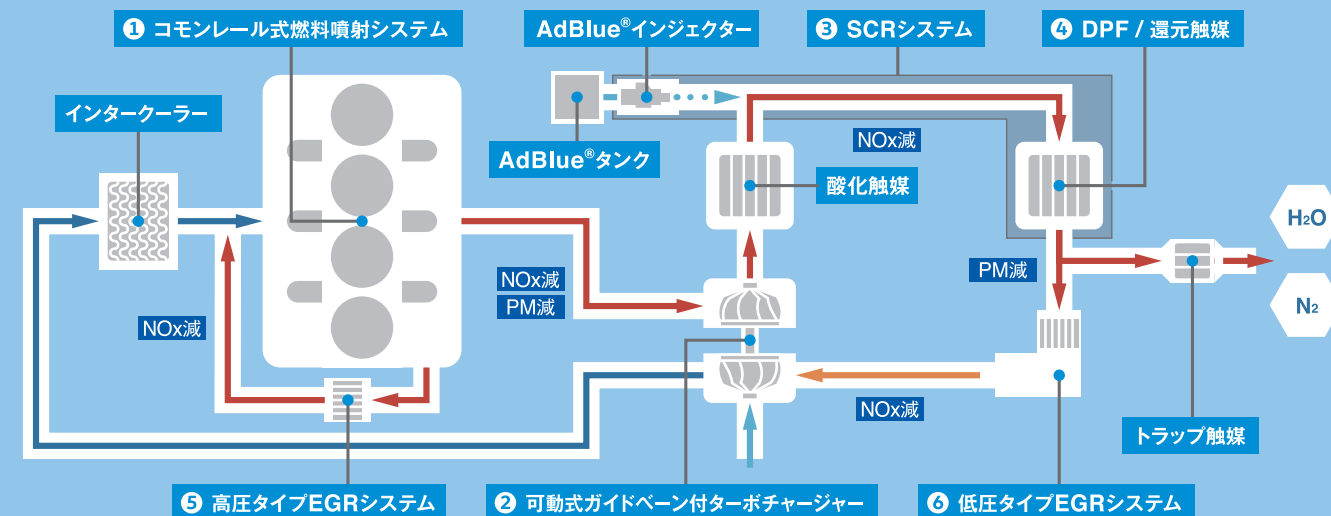 ❶ コモンレール式燃料噴射システム
AdBlue®インジェクター
❸ SCRシステム
❹ DPF / 還元触媒
インタークーラー
AdBlue®タンク
NOx減
酸化触媒
H2O
NOx減
PM減
PM減
N2
NOx減
NOx減
トラップ触媒
❺ 高圧タイプEGRシステム
❷ 可動式ガイドベーン付ターボチャージャー
❻ 低圧タイプEGRシステム